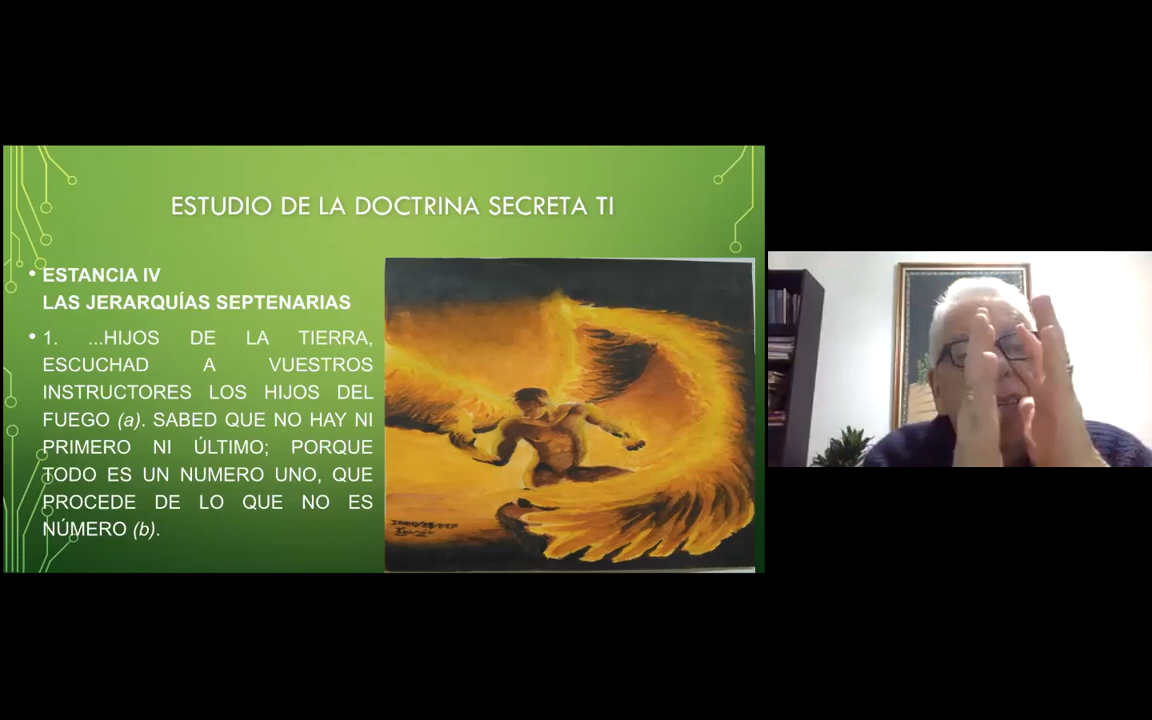 ESTUDIO DE LA DOCTRINA SECRETA TI
• ESTANCIA IV
LAS JERARQUÍAS SEPTENARIAS
• 1. ...HIJOS DE LA TIERRA,
ESCUCHAD A VUESTROS
INSTRUCTORES LOS HIJOS DEL
FUEGO (a). SABED QUE NO HAY NI
PRIMERO NI ÚLTIMO; PORQUE
TODO ES UN NUMERO UNO, QUE
PROCEDE DE LO QUE NO ES
NÚMERO (b).